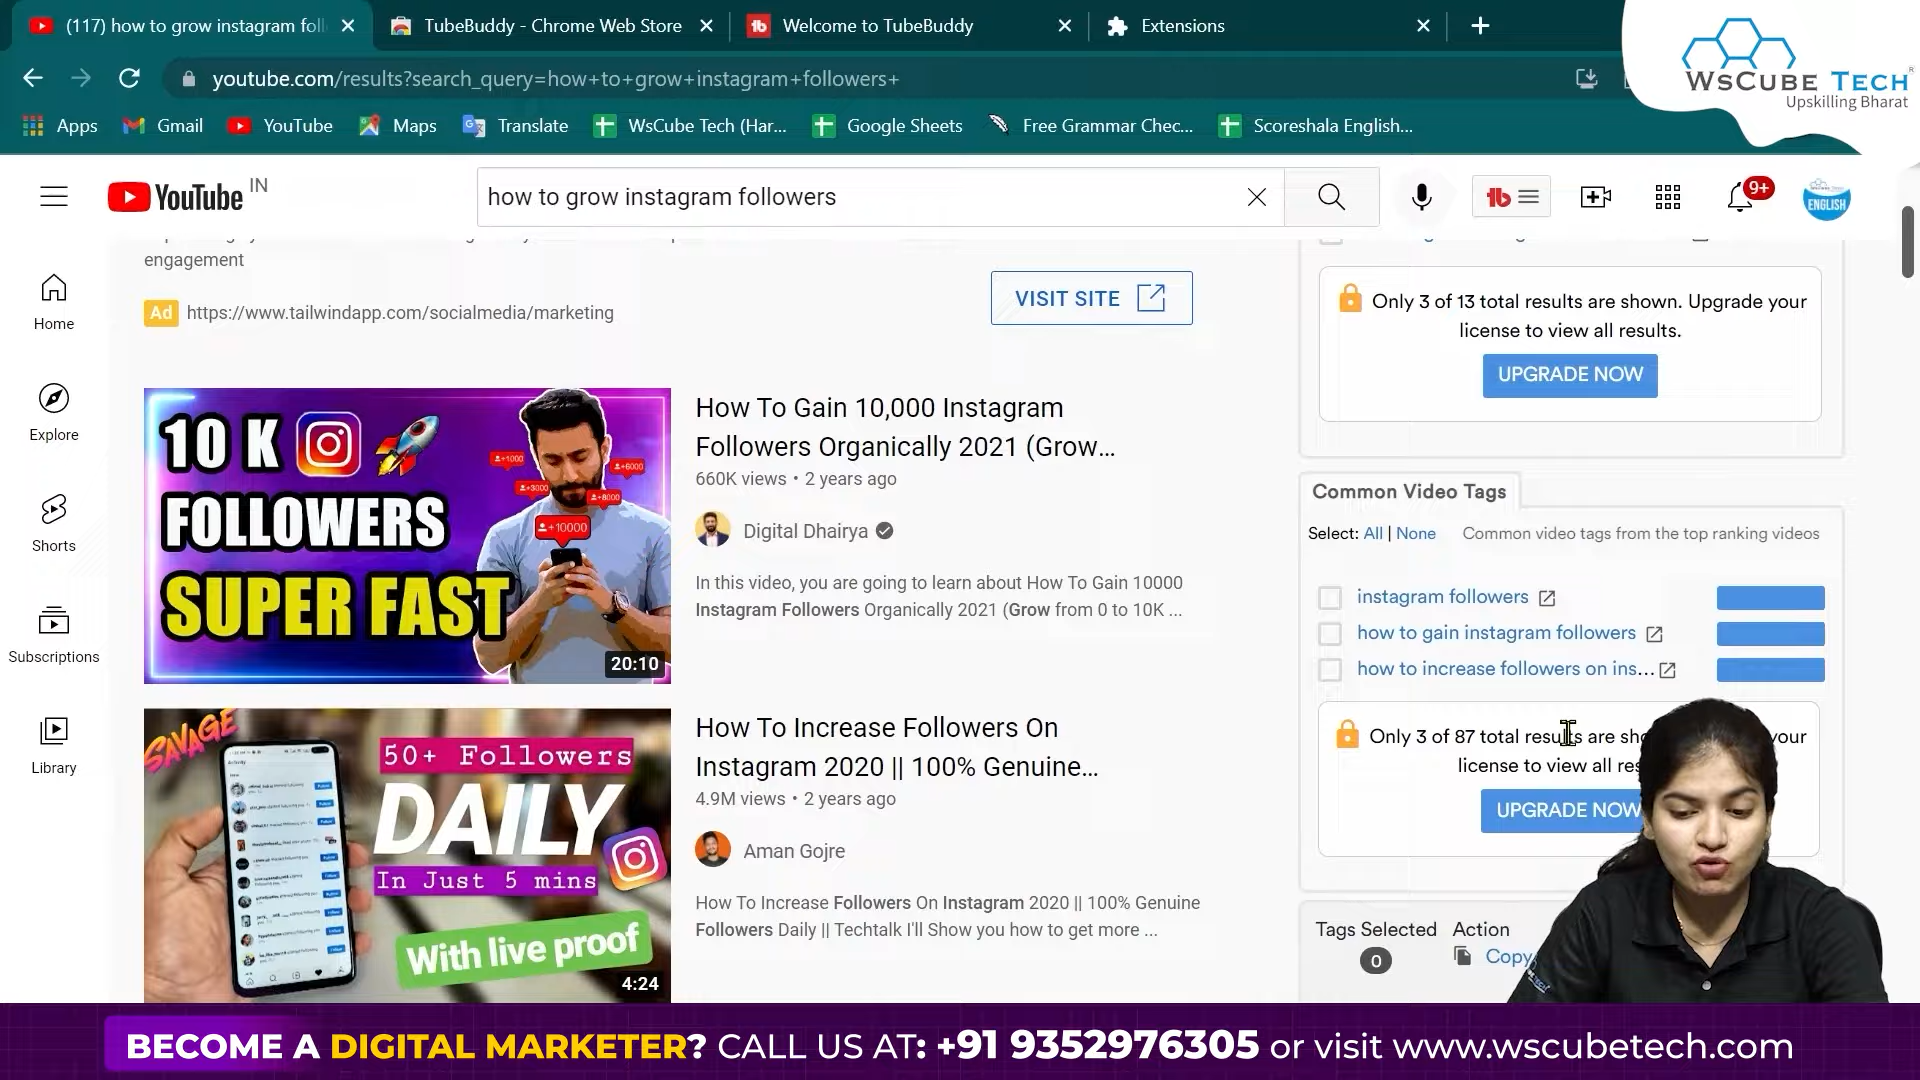 (117) how to grow instagram foll
TubeBuddy - Chrome Web Store
Welcome to TubeBuddy
Extensions
WsCube Tech
Upskilling Bharat
youtube.com/results?search_query=how+to+grow+instagram+followers+
Apps
Gmail
YouTube
Maps
Translate
WsCube Tech (Har...
Google Sheets
Free Grammar Chec...
Scoreshala English...
YouTube IN
how to grow instagram followers
9+
ENGLISH
engagement
Ad https://www.tailwindapp.com/socialmedia/marketing
VISIT SITE
Home
Explore
Shorts
Subscriptions
Library
10 K
FOLLOWERS
SUPER FAST
+1000
+6000
+3000
+8000
+10000
20:10
How To Gain 10,000 Instagram
Followers Organically 2021 (Grow...
660K views • 2 years ago
Digital Dhairya
In this video, you are going to learn about How To Gain 10000
Instagram Followers Organically 2021 (Grow from 0 to 10K ...
SAVAGE
50+ Followers
DAILY
In Just 5 mins
With live proof
4:24
How To Increase Followers On
Instagram 2020 || 100% Genuine...
4.9M views • 2 years ago
Aman Gojre
How To Increase Followers On Instagram 2020 || 100% Genuine
Followers Daily || Techtalk I'll Show you how to get more ...
Only 3 of 13 total results are shown. Upgrade your
license to view all results.
UPGRADE NOW
Common Video Tags
Select: All | None Common video tags from the top ranking videos
instagram followers
how to gain instagram followers
how to increase followers on ins...
Only 3 of 87 total results are sho your
license to view all res
UPGRADE NOW
Tags Selected
0
Action
Copy
BECOME A DIGITAL MARKETER? CALL US AT: +91 9352976305 or visit www.wscubetech.com